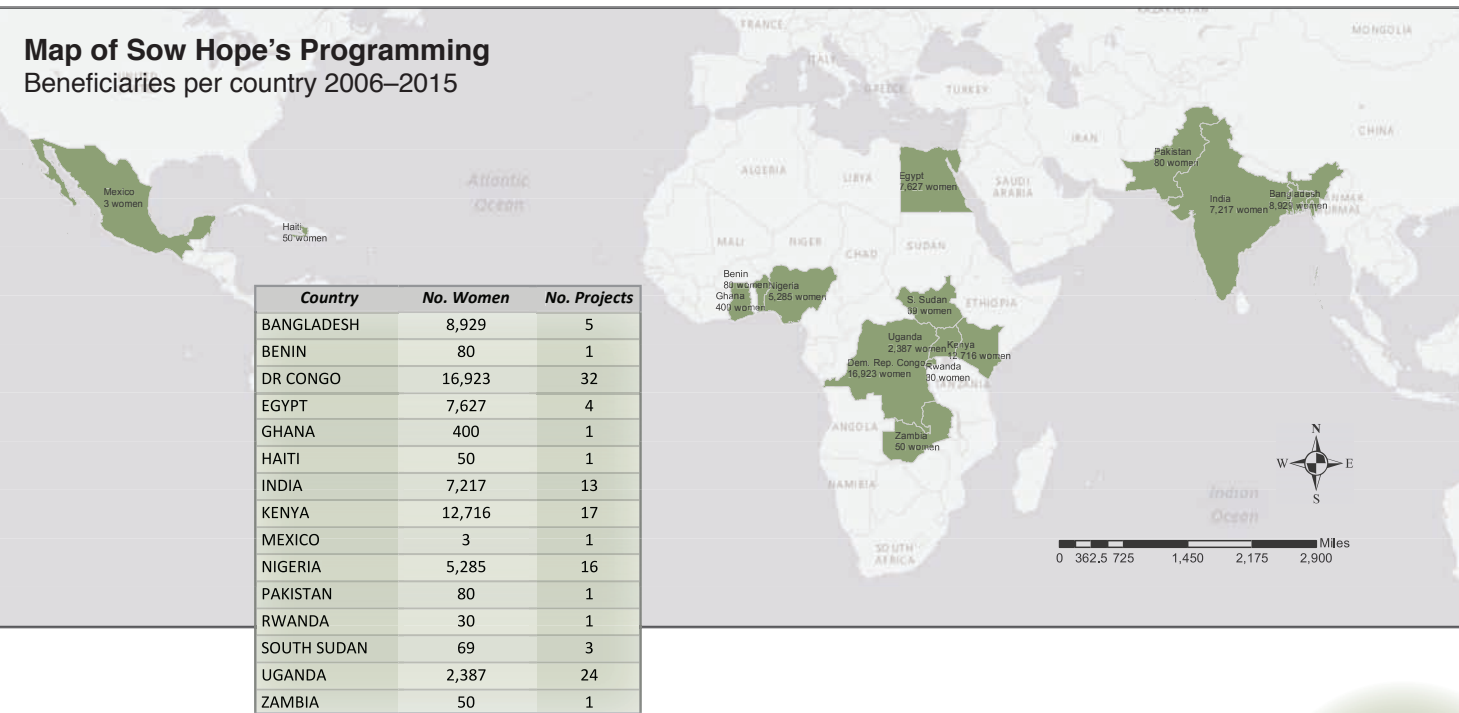 Map of Sow Hope's Programming
Beneficiaries per country 2006–2015
FRANCE
ITALY
GREECE
TURKEY
MONGOLIA
CHINA
IRAN
ALGERIA
LIBYA
SAUDI
ARABIA
Atlantic
Ocean
MALI
NIGER
CHAD
SUDAN
ETHIOPIA
ANGOLA
NAMIBIA
SOUTH
AFRICA
Indian
Ocean
Mexico
3 women
Haiti
50 women
Egypt
7,627 women
Pakistan
80 women
India
7,217 women
Bangladesh
8,929 women
Benin
80 women
Nigeria
5,285 women
Ghana
400 women
S. Sudan
69 women
Uganda
2,387 women
Kenya
12,716 women
Dem. Rep. Congo
16,923 women
Rwanda
30 women
TANZANIA
Zambia
50 women
N
W E
S
Miles
0 362.5 725 1,450 2,175 2,900
Country No. Women No. Projects
BANGLADESH 8,929 5
BENIN 80 1
DR CONGO 16,923 32
EGYPT 7,627 4
GHANA 400 1
HAITI 50 1
INDIA 7,217 13
KENYA 12,716 17
MEXICO 3 1
NIGERIA 5,285 16
PAKISTAN 80 1
RWANDA 30 1
SOUTH SUDAN 69 3
UGANDA 2,387 24
ZAMBIA 50 1